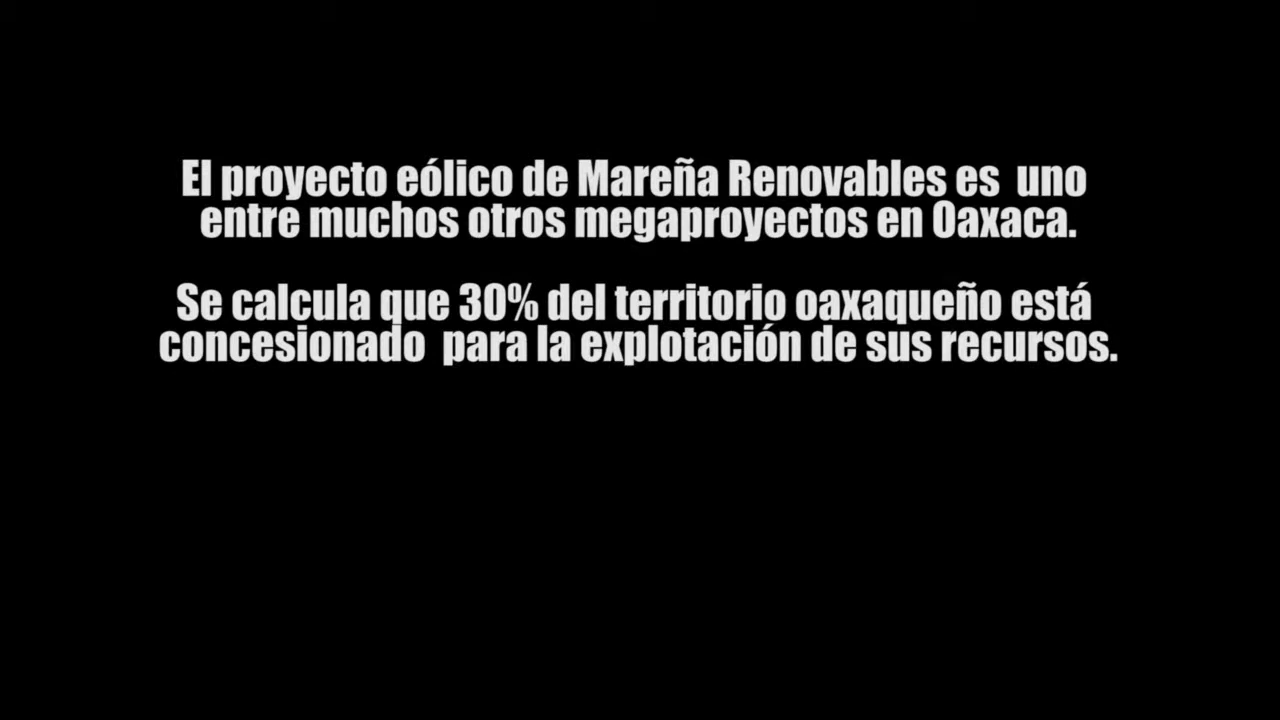 El proyecto eólico de Mareña Renovables es  uno
entre muchos otros megaproyectos en Oaxaca.
Se calcula que 30% del territorio oaxaqueño está
concesionado  para la explotación de sus recursos.